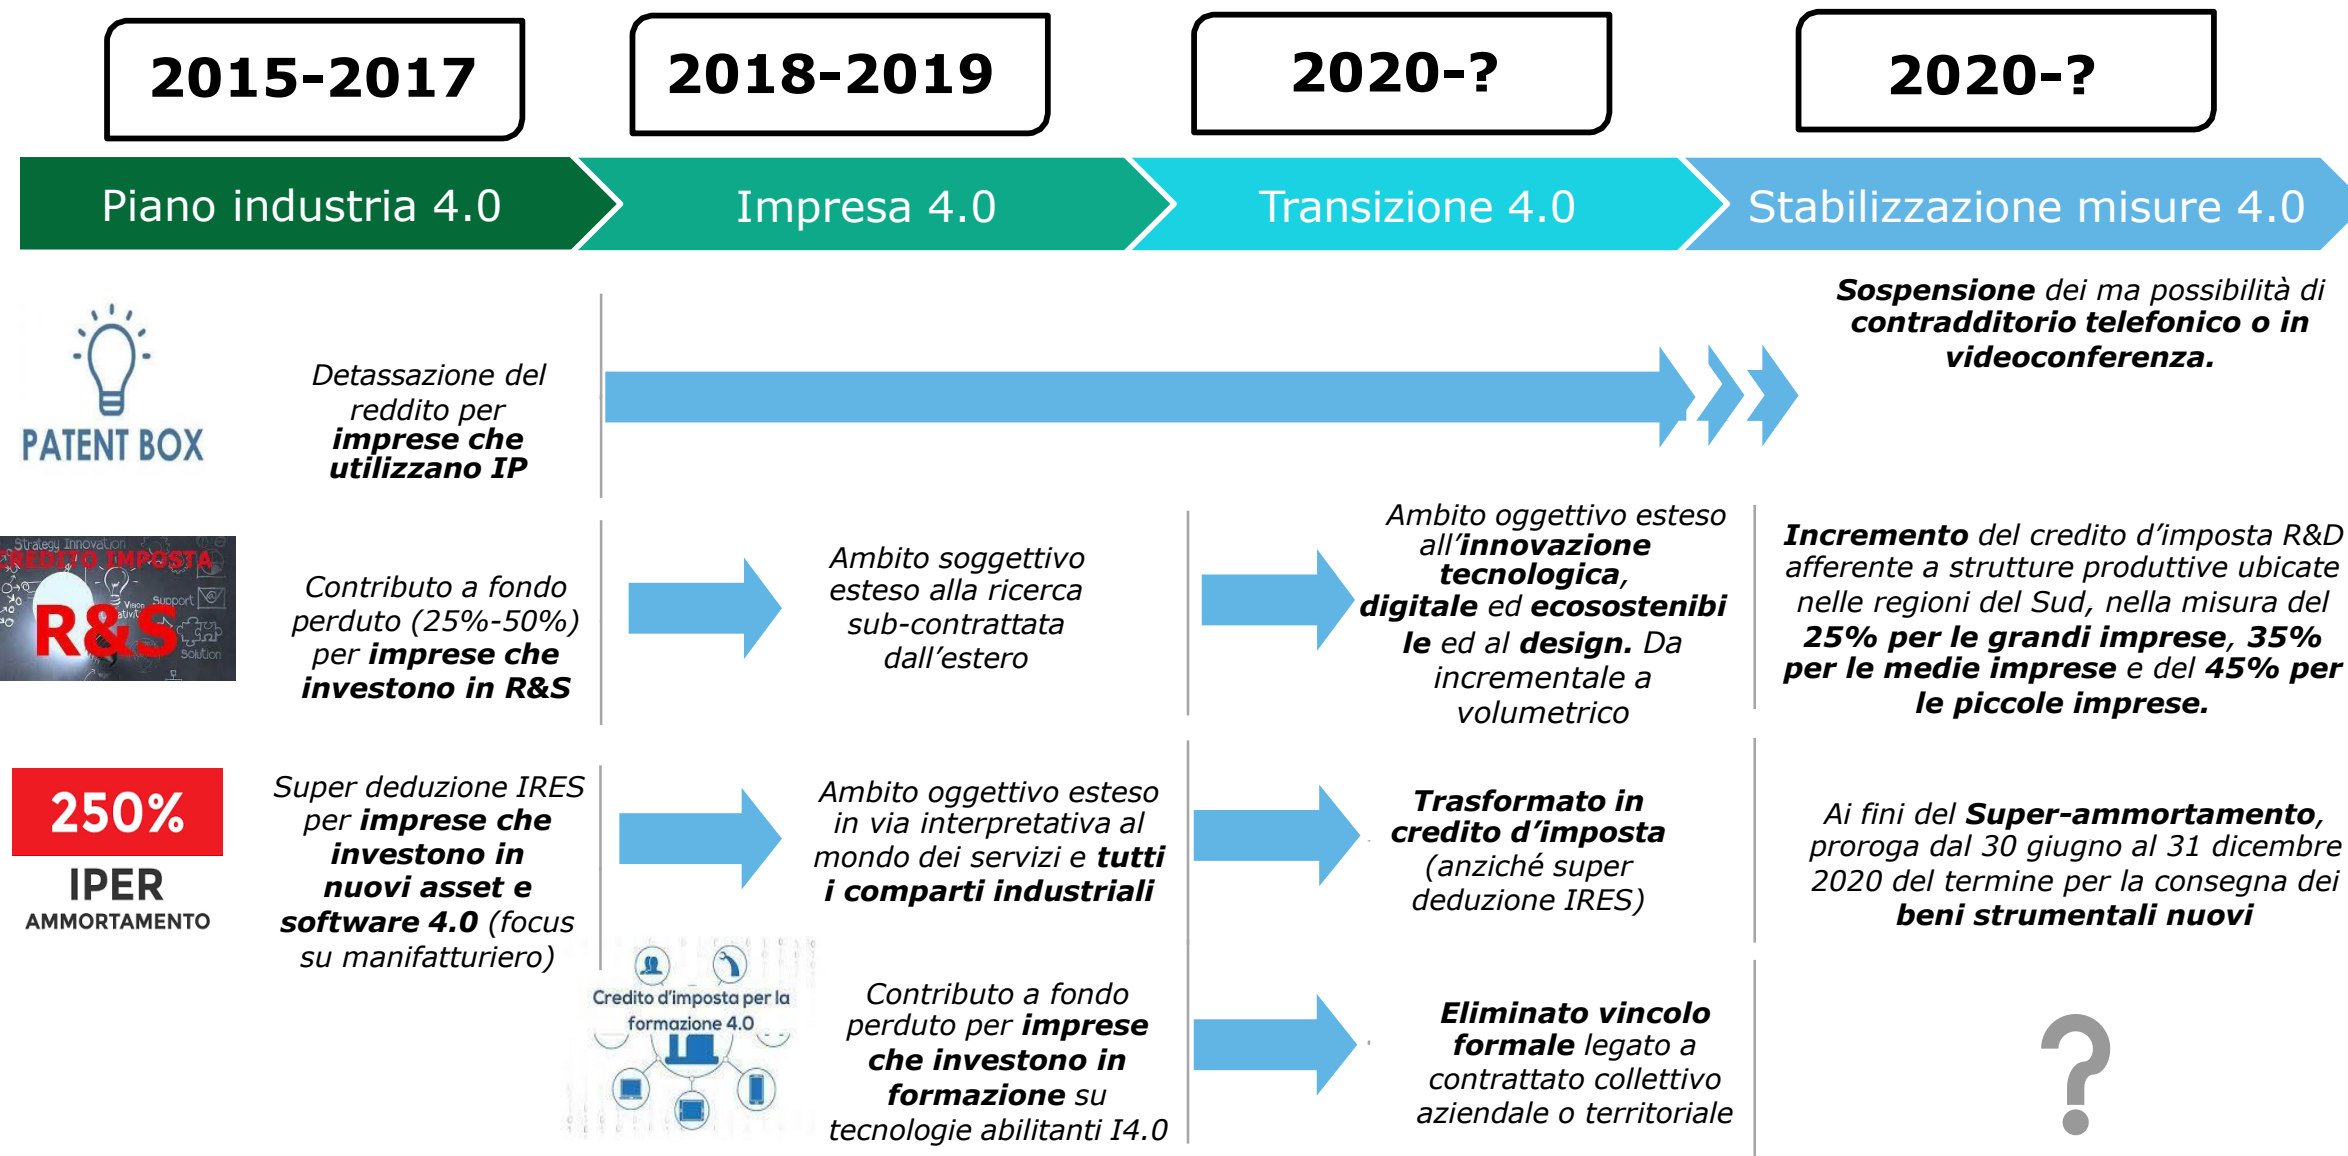 2015-2017
2018-2019
2020-?
2020-?
Piano industria 4.0
Impresa 4.0
Transizione 4.0
Stabilizzazione misure 4.0
PATENT BOX
Detassazione del
reddito per
imprese che
utilizzano IP
Sospensione dei ma possibilità di
contradditorio telefonico o in
videoconferenza.
Strategy Innovation
CREDITO IMPOSTA
Support
Vision
R&S
Solution
Contributo a fondo
perduto (25%-50%)
per imprese che
investono in R&S
Ambito soggettivo
esteso alla ricerca
sub-contrattata
dall’estero
Ambito oggettivo esteso
all’innovazione
tecnologica,
digitale ed ecosostenibi
le ed al design. Da
incrementale a
volumetrico
Incremento del credito d’imposta R&D
afferente a strutture produttive ubicate
nelle regioni del Sud, nella misura del
25% per le grandi imprese, 35%
per le medie imprese e del 45% per
le piccole imprese.
250%
IPER
AMMORTAMENTO
Super deduzione IRES
per imprese che
investono in
nuovi asset e
software 4.0 (focus
su manifatturiero)
Ambito oggettivo esteso
in via interpretativa al
mondo dei servizi e tutti
i comparti industriali
Trasformato in
credito d’imposta
(anziché super
deduzione IRES)
Ai fini del Super-ammortamento,
proroga dal 30 giugno al 31 dicembre
2020 del termine per la consegna dei
beni strumentali nuovi
Credito d'imposta per la
formazione 4.0
Contributo a fondo
perduto per imprese
che investono in
formazione su
tecnologie abilitanti I4.0
Eliminato vincolo
formale legato a
contrattato collettivo
aziendale o territoriale
?